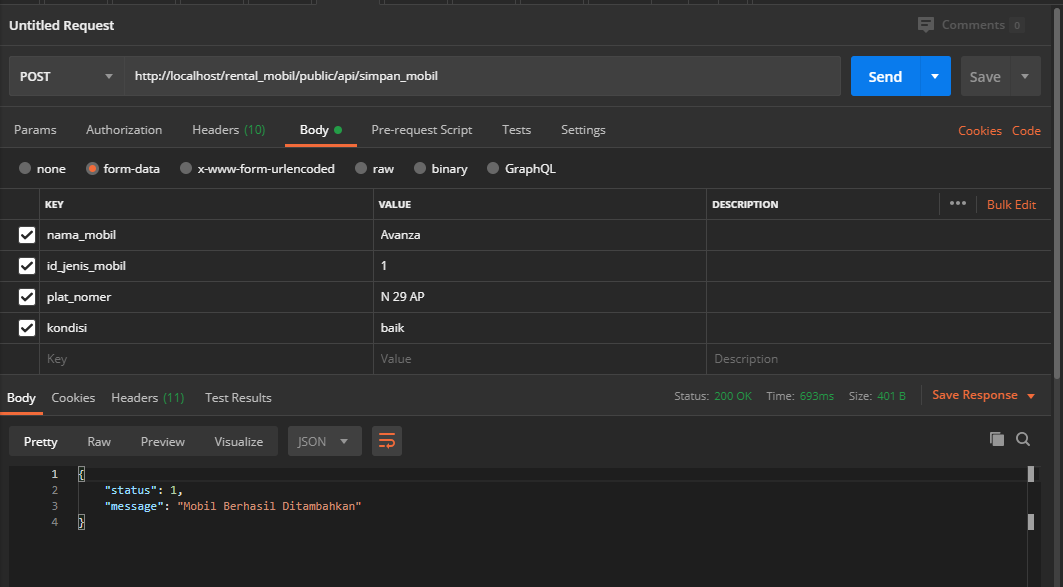 Untitled Request
Comments 0
POST
http://localhost/rental_mobil/public/api/simpan_mobil
Send
Save
Params Authorization Headers (10) Body Pre-request Script Tests Settings Cookies Code
none form-data x-www-form-urlencoded raw binary GraphQL
KEY VALUE DESCRIPTION ••• Bulk Edit
nama_mobil Avanza
id_jenis_mobil 1
plat_nomer N 29 AP
kondisi baik
Key Value Description
Body Cookies Headers (11) Test Results Status: 200 OK Time: 693ms Size: 401 B Save Response
Pretty Raw Preview Visualize JSON
1 {
2 "status": 1,
3 "message": "Mobil Berhasil Ditambahkan"
4 }